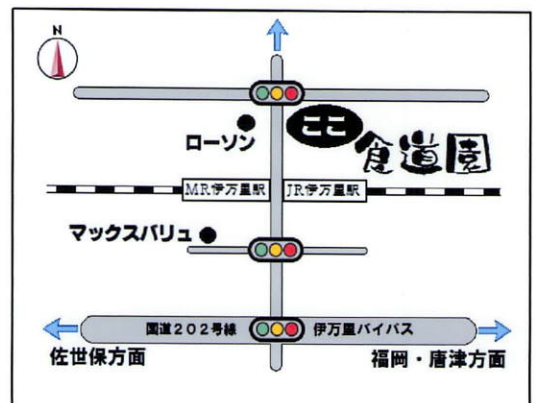 N
ローソン
ここ
食道園
MR伊万里駅
JR伊万里駅
マックスバリュ
国道202号線
伊万里バイパス
佐世保方面
福岡・唐津方面